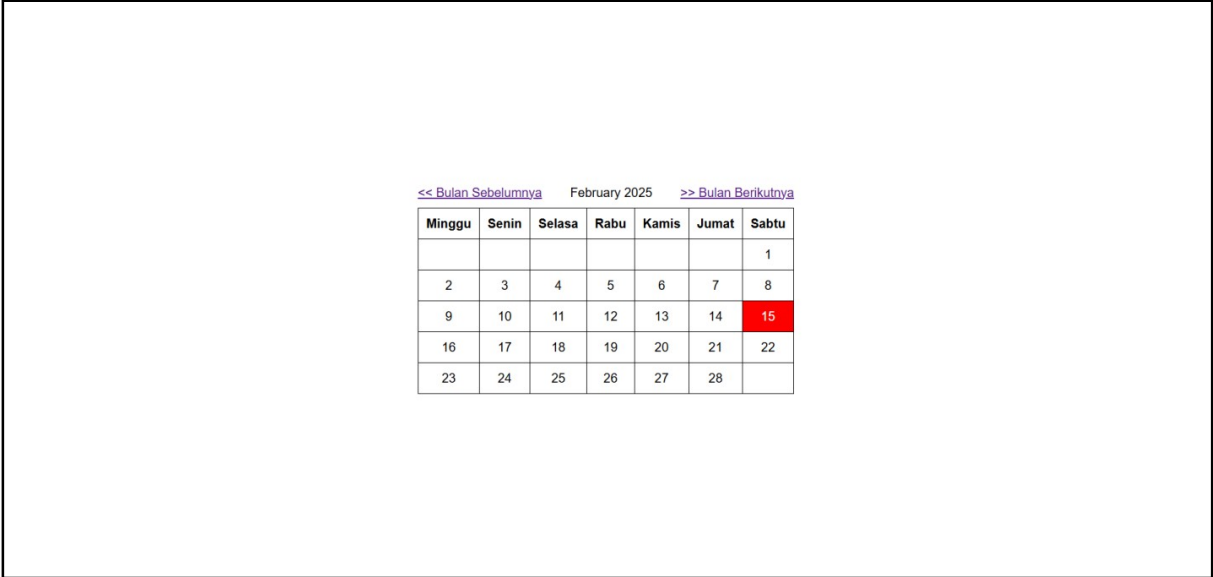 << Bulan Sebelumnya February 2025 >> Bulan Berikutnya
Minggu Senin Selasa Rabu Kamis Jumat Sabtu
1
2 3 4 5 6 7 8
9 10 11 12 13 14 15
16 17 18 19 20 21 22
23 24 25 26 27 28